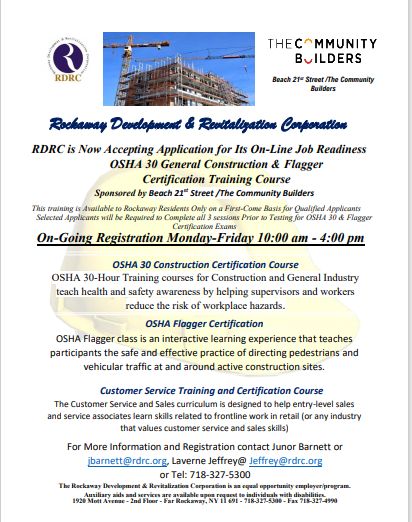 Rockaway Development & Revitalization Corporation
RDRC
THE COMMUNITY
BUILDERS
Beach 21st Street /The Community
Builders
Rockaway Development & Revitalization Corporation
RDRC is Now Accepting Application for Its On-Line Job Readiness
OSHA 30 General Construction & Flagger
Certification Training Course
Sponsored by Beach 21st Street /The Community Builders
This training is Available to Rockaway Residents Only on a First-Come Basis for Qualified Applicants
Selected Applicants will be Required to Complete all 3 sessions Prior to Testing for OSHA 30 & Flagger
Certification Exams
On-Going Registration Monday-Friday 10:00 am - 4:00 pm
OSHA 30 Construction Certification Course
OSHA 30-Hour Training courses for Construction and General Industry
teach health and safety awareness by helping supervisors and workers
reduce the risk of workplace hazards.
OSHA Flagger Certification
OSHA Flagger class is an interactive learning experience that teaches
participants the safe and effective practice of directing pedestrians and
vehicular traffic at and around active construction sites.
Customer Service Training and Certification Course
The Customer Service and Sales curriculum is designed to help entry-level sales
and service associates learn skills related to frontline work in retail (or any industry
that values customer service and sales skills)
For More Information and Registration contact Junor Barnett or
jbarnett@rdrc.org, Laverne Jeffrey@ Jeffrey@rdrc.org
or Tel: 718-327-5300
The Rockaway Development & Revitalization Corporation is an equal opportunity employer/program.
Auxiliary aids and services are available upon request to individuals with disabilities.
1920 Mott Avenue - 2nd Floor - Far Rockaway, NY 11 691 - 718-327-5300 - Fax 718-327-4990